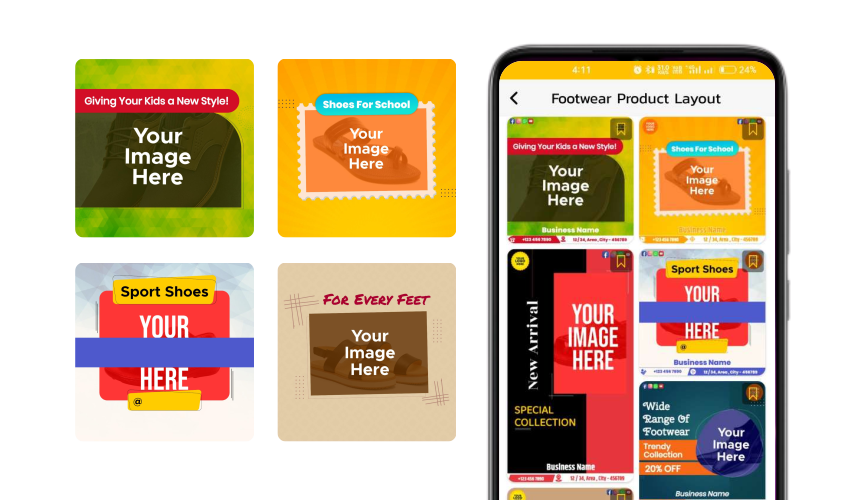 Giving Your Kids a New Style!
Your
Image
Here
Shoes For School
Your
Image
Here
Sport Shoes
YOUR
HERE
@
FOR EVERY FEET
Your
Image
Here
4:11
24%
Footwear Product Layout
Giving Your Kids a New Style!
Your
Image
Here
Business Name
+123 456 7890
12 / 34, Area , City - 456789
Shoes For School
Your
Image
Here
Business Name
+123 456 7890
12 / 34, Area , City - 456789
New Arrival
YOUR
IMAGE
HERE
SPECIAL
COLLECTION
Business Name
+123 456 7890
12 / 34, Area , City - 456789
Sport Shoes
YOUR
HERE
@
Business Name
+123 456 7890
12 / 34, Area , City - 456789
Wide
Range Of
Footwear
Trendy
Collection
20% OFF
Your
Image
Here
Business Name